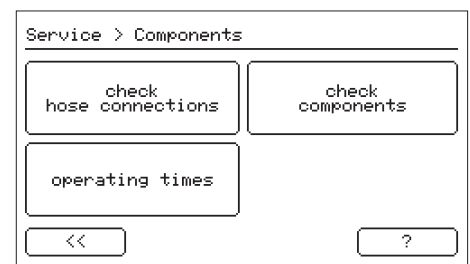 Service > Components
check
hose connections
check
components
operating times
<<
?